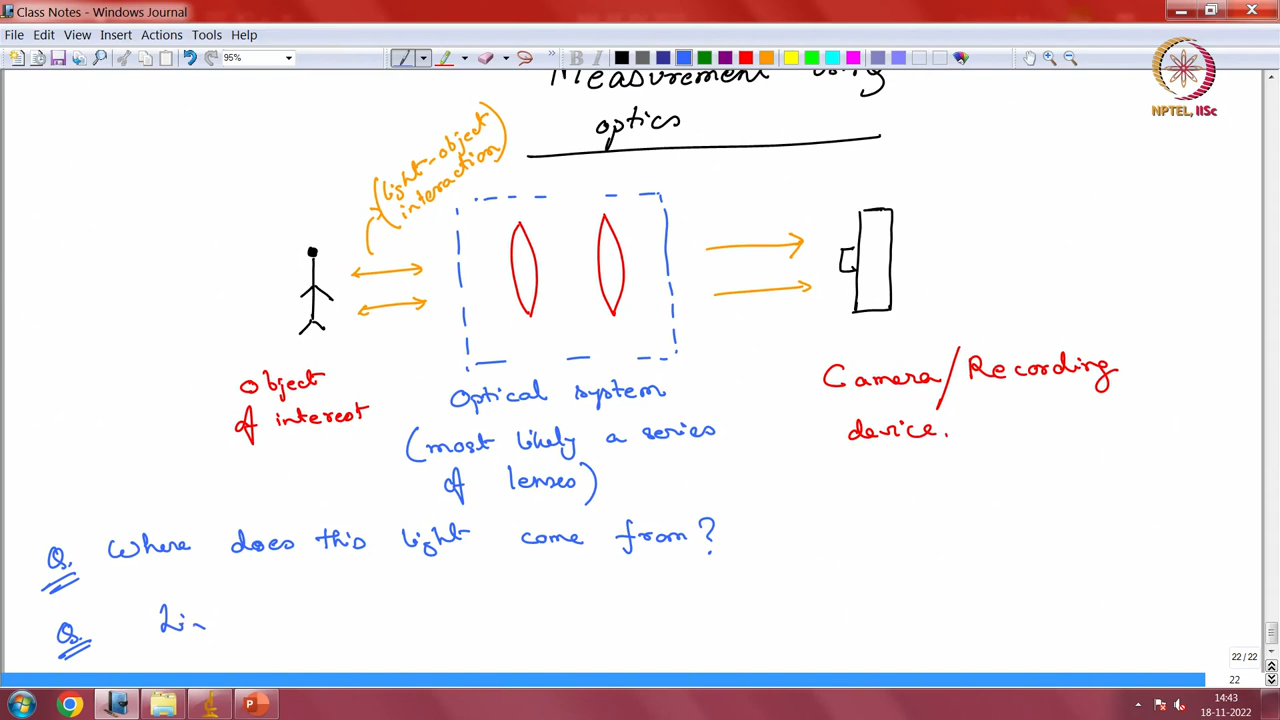 Class Notes - Windows Journal
File Edit View Insert Actions Tools Help
95%
B I
NPTEL, IISc
Measurement using
optics
(light-object
interaction)
Object
of interest
Optical system
(most likely a series
of lenses)
Camera/Recording
device.
Q. Where does this light come from?
Q. Li
22 / 22
22
14:43
18-11-2022